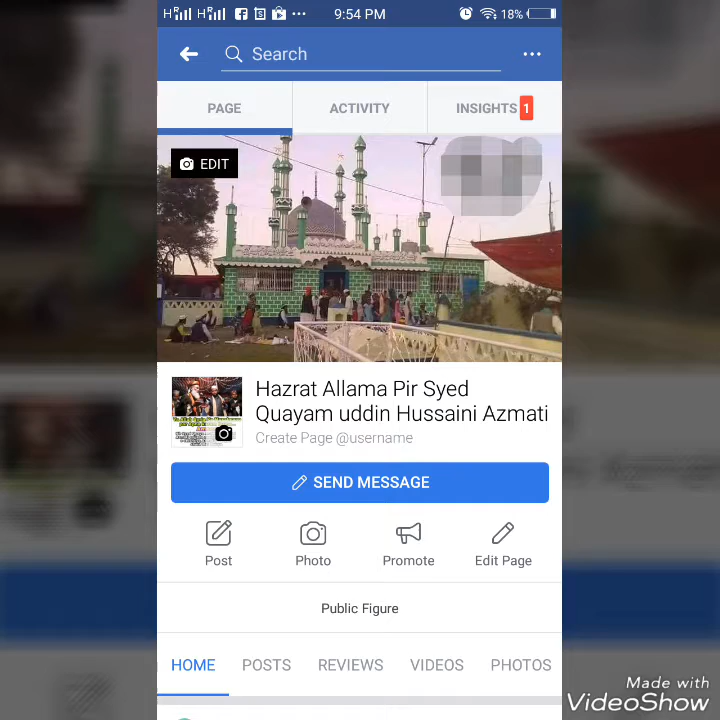 H H 9:54 PM 18%
Search
PAGE ACTIVITY INSIGHTS 1
EDIT
Hazrat Allama Pir Syed
Quayam uddin Hussaini Azmati
Create Page @username
SEND MESSAGE
Post Photo Promote Edit Page
Public Figure
HOME POSTS REVIEWS VIDEOS PHOTOS
Made with
VideoShow